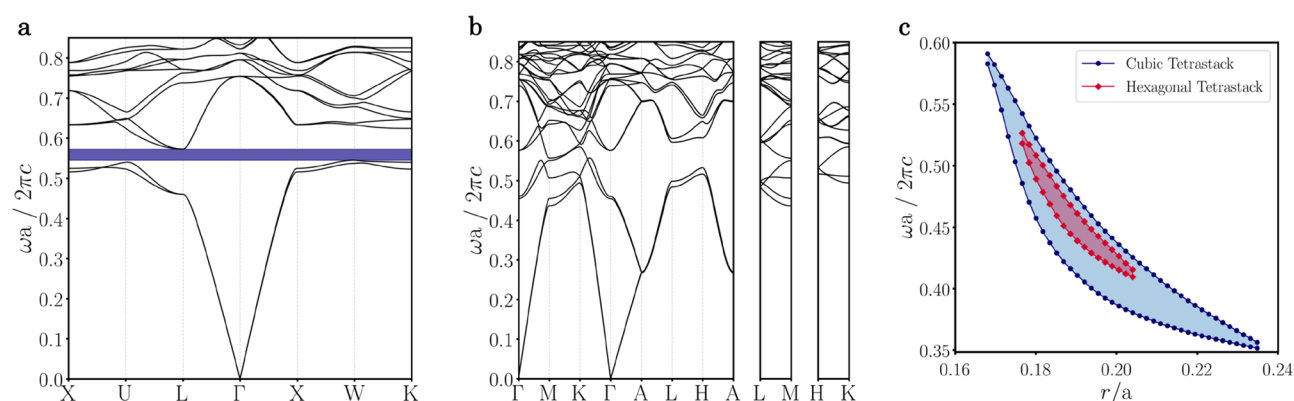 a
0.8
0.7
0.6
0.5
0.4
0.3
0.2
0.1
0.0
ωa / 2πc
X U L Γ X W K
b
0.8
0.7
0.6
0.5
0.4
0.3
0.2
0.1
0.0
ωa / 2πc
Γ M K Γ A L H A L M H K
c
0.60
0.55
0.50
0.45
0.40
0.35
ωa / 2πc
Cubic Tetrastack
Hexagonal Tetrastack
0.16 0.18 0.20 0.22 0.24
r/a